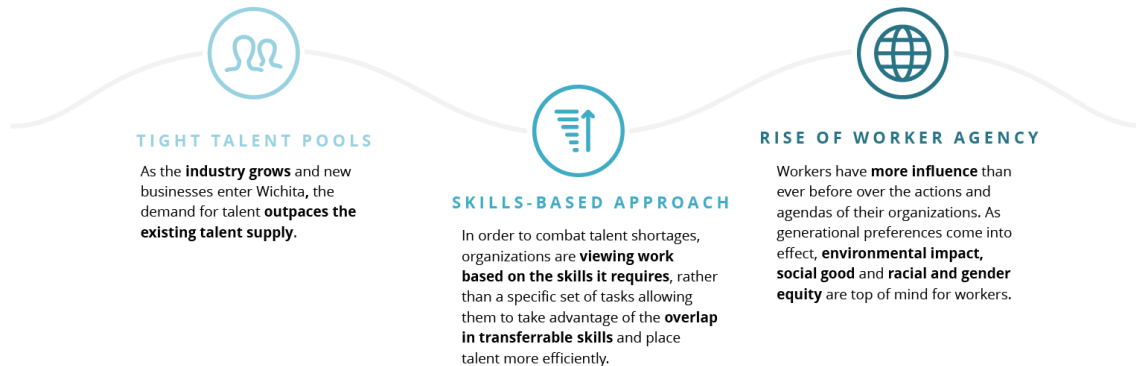 TIGHT TALENT POOLS
As the industry grows and new
businesses enter Wichita, the
demand for talent outpaces the
existing talent supply.
SKILLS-BASED APPROACH
In order to combat talent shortages,
organizations are viewing work
based on the skills it requires, rather
than a specific set of tasks allowing
them to take advantage of the overlap
in transferrable skills and place
talent more efficiently.
RISE OF WORKER AGENCY
Workers have more influence than
ever before over the actions and
agendas of their organizations. As
generational preferences come into
effect, environmental impact,
social good and racial and gender
equity are top of mind for workers.